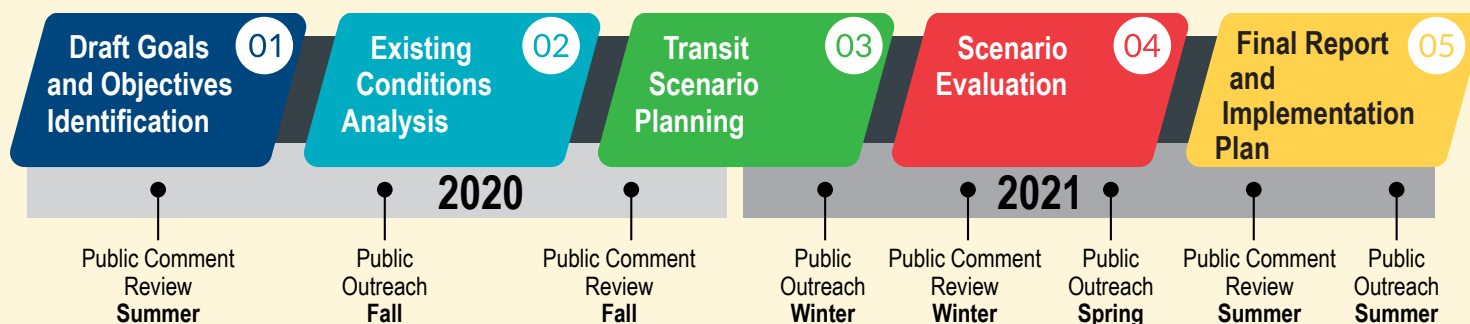 Draft Goals
and Objectives
Identification
01
Existing
Conditions
Analysis
02
Transit
Scenario
Planning
03
Scenario
Evaluation
04
Final Report
and
Implementation
Plan
05
2020
2021
Public Comment
Review
Summer
Public
Outreach
Fall
Public Comment
Review
Fall
Public
Outreach
Winter
Public Comment
Review
Winter
Public
Outreach
Spring
Public Comment
Review
Summer
Public
Outreach
Summer